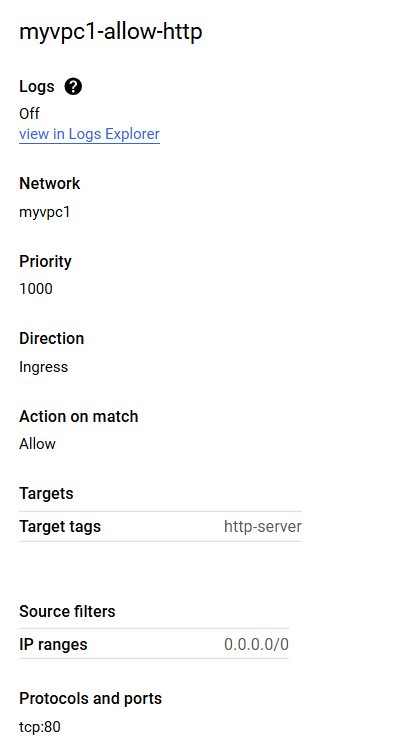 myvpc1-allow-http
Logs
Off
view in Logs Explorer
Network
myvpc1
Priority
1000
Direction
Ingress
Action on match
Allow
Targets
Target tags http-server
Source filters
IP ranges 0.0.0.0/0
Protocols and ports
tcp:80